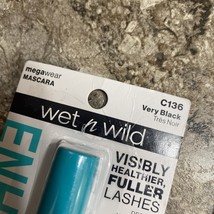 C136
megawear
MASCARA
Very Black
Très Noir
wet n wild
VISIBLY
HEALTHIER,
FULLER
LASHES